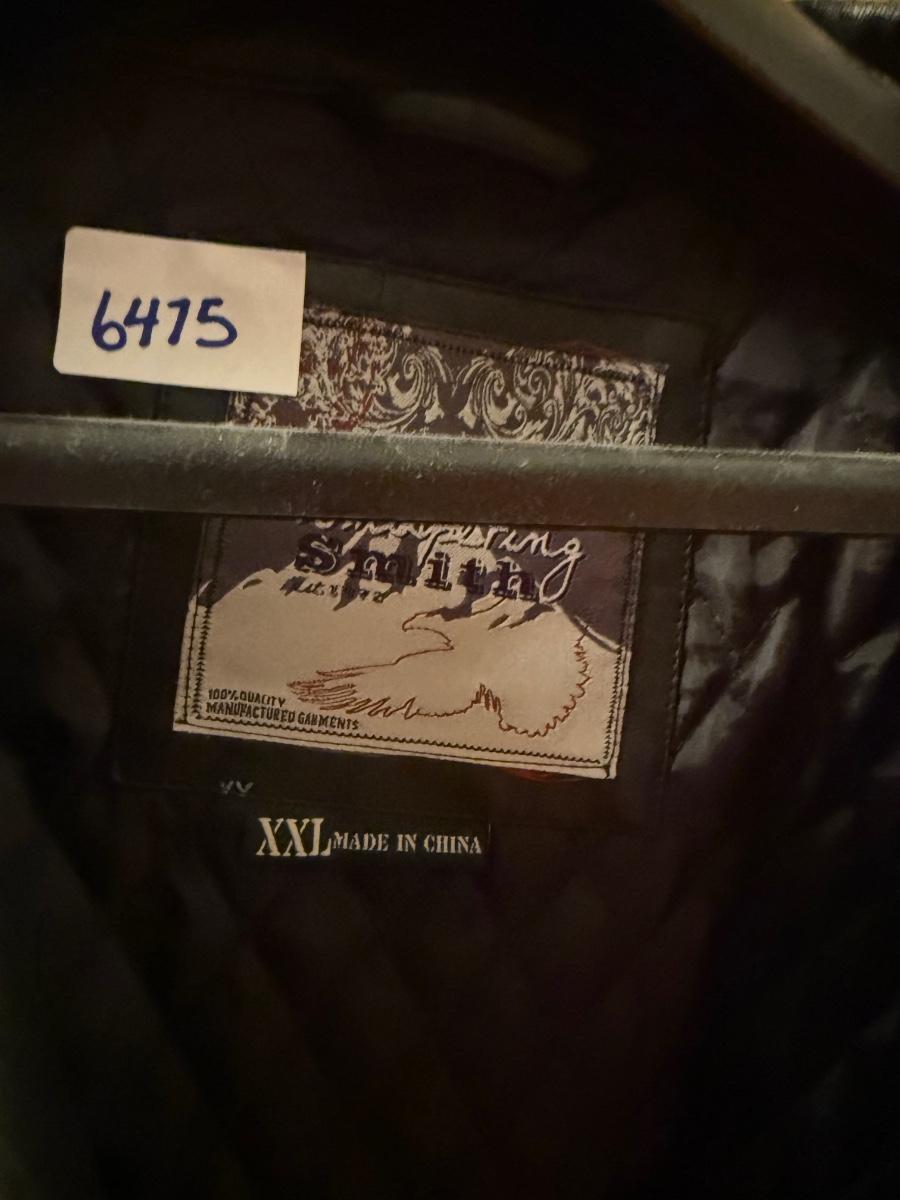 6475
Smith
100% QUALITY
MANUFACTURED GARMENTS
XXL MADE IN CHINA